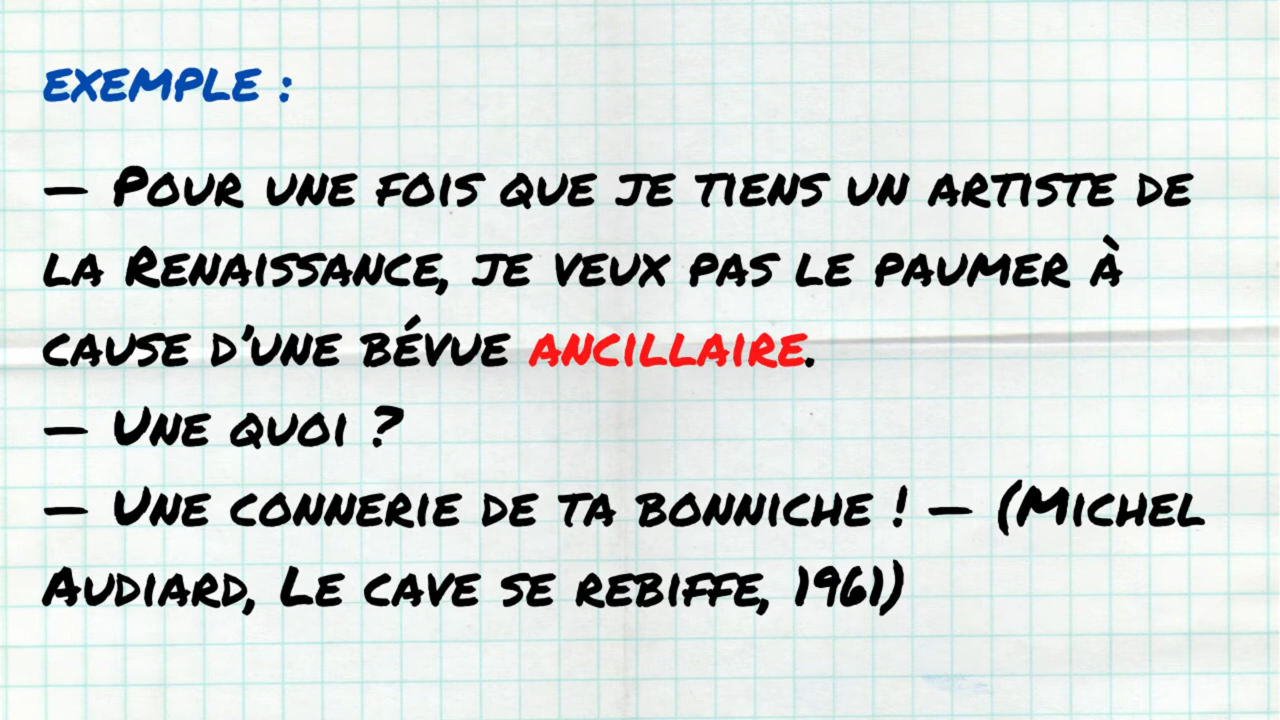 EXEMPLE :
— POUR UNE FOIS QUE JE TIENS UN ARTISTE DE
LA RENAISSANCE, JE VEUX PAS LE PAUMER À
CAUSE D'UNE BÉVUE ANCILLAIRE.
— UNE QUOI ?
— UNE CONNERIE DE TA BONNICHE ! — (MICHEL
AUDIARD, LE CAVE SE REBIFFE, 1961)